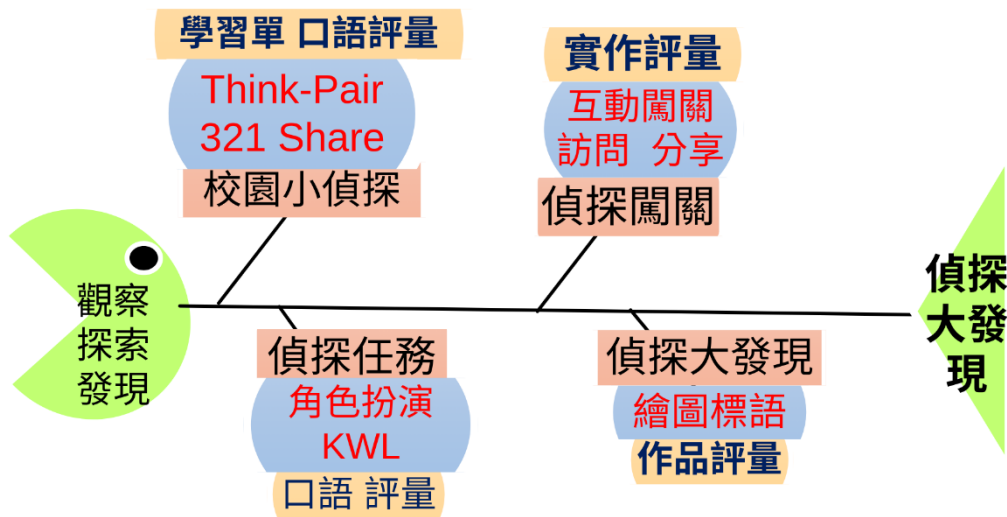 學習單 口語評量
Think-Pair
321 Share
校園小偵探
實作評量
互動闖關
訪問 分享
偵探闖關
觀察
探索
發現
偵探
大發
現
偵探任務
角色扮演
KWL
口語 評量
偵探大發現
繪圖標語
作品評量